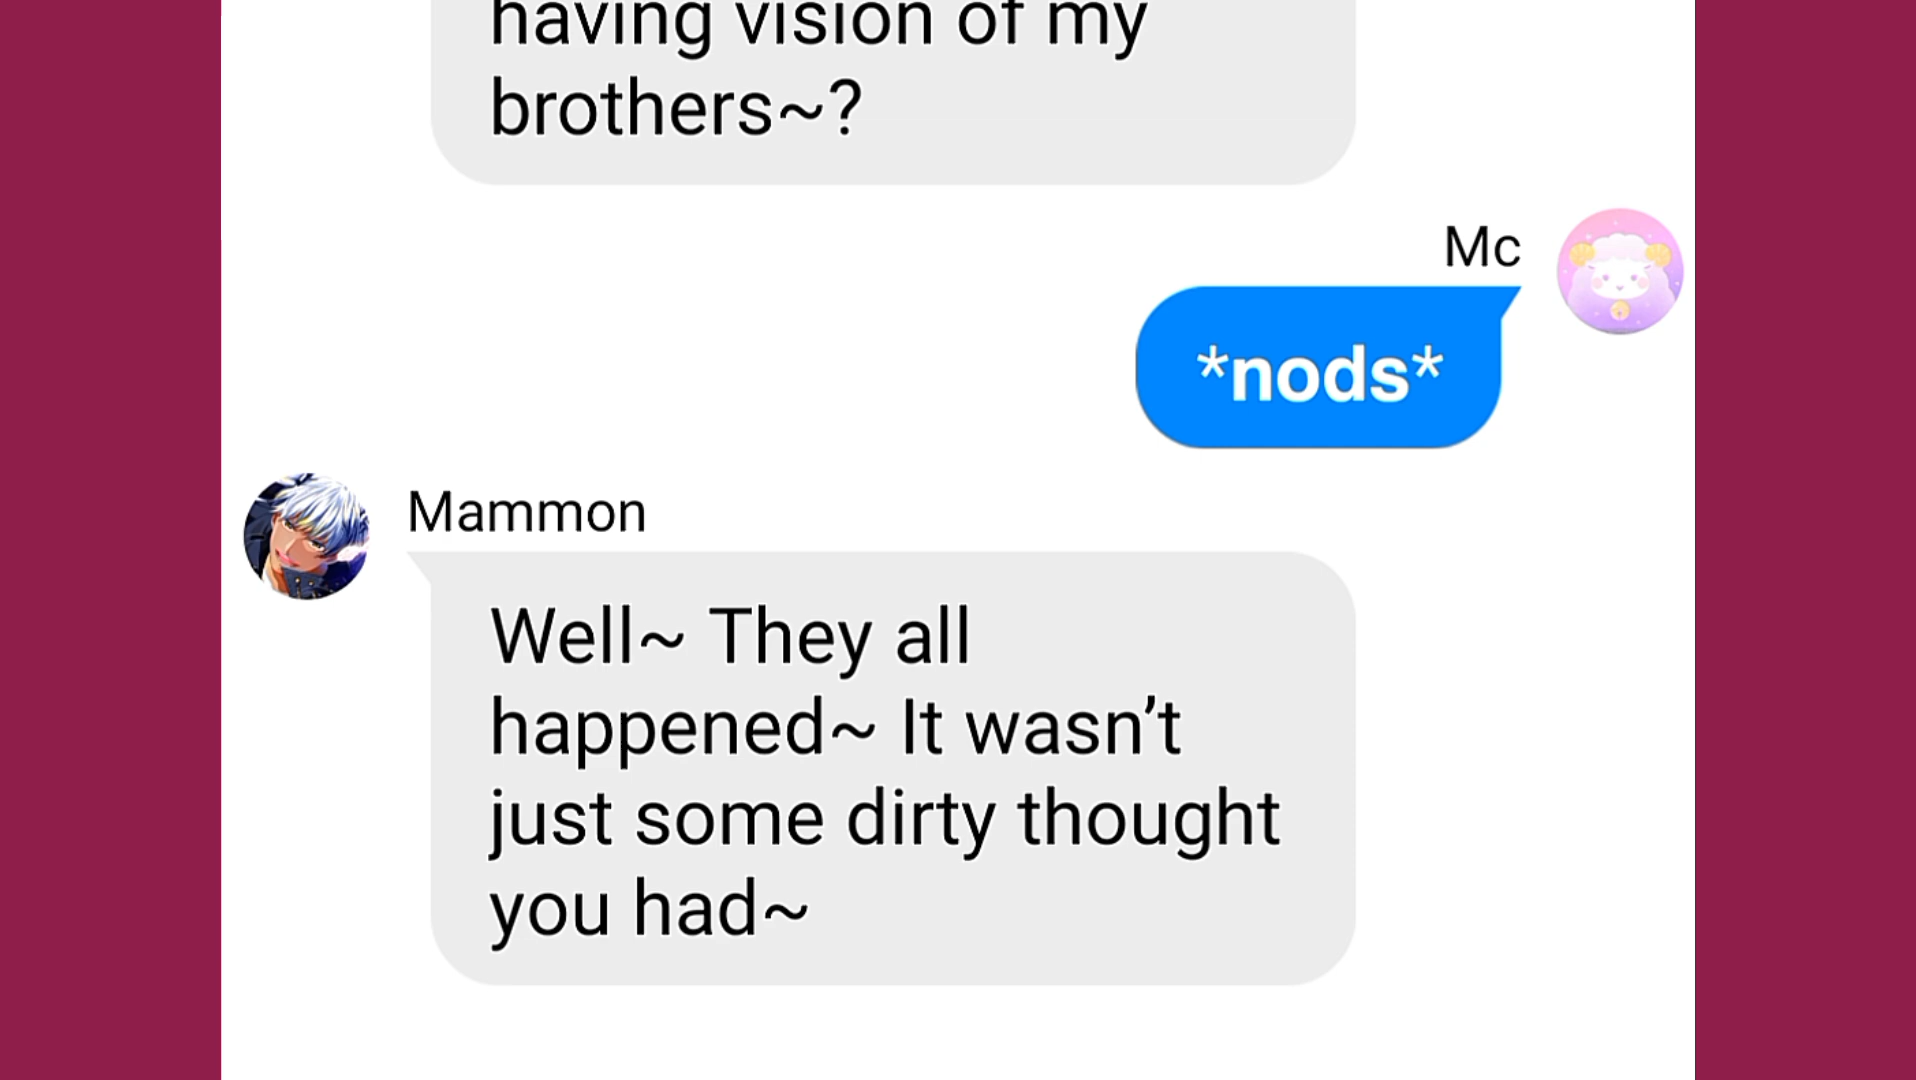 having vision of my
brothers~?
Mc
*nods*
Mammon
Well~ They all
happened~ It wasn’t
just some dirty thought
you had~